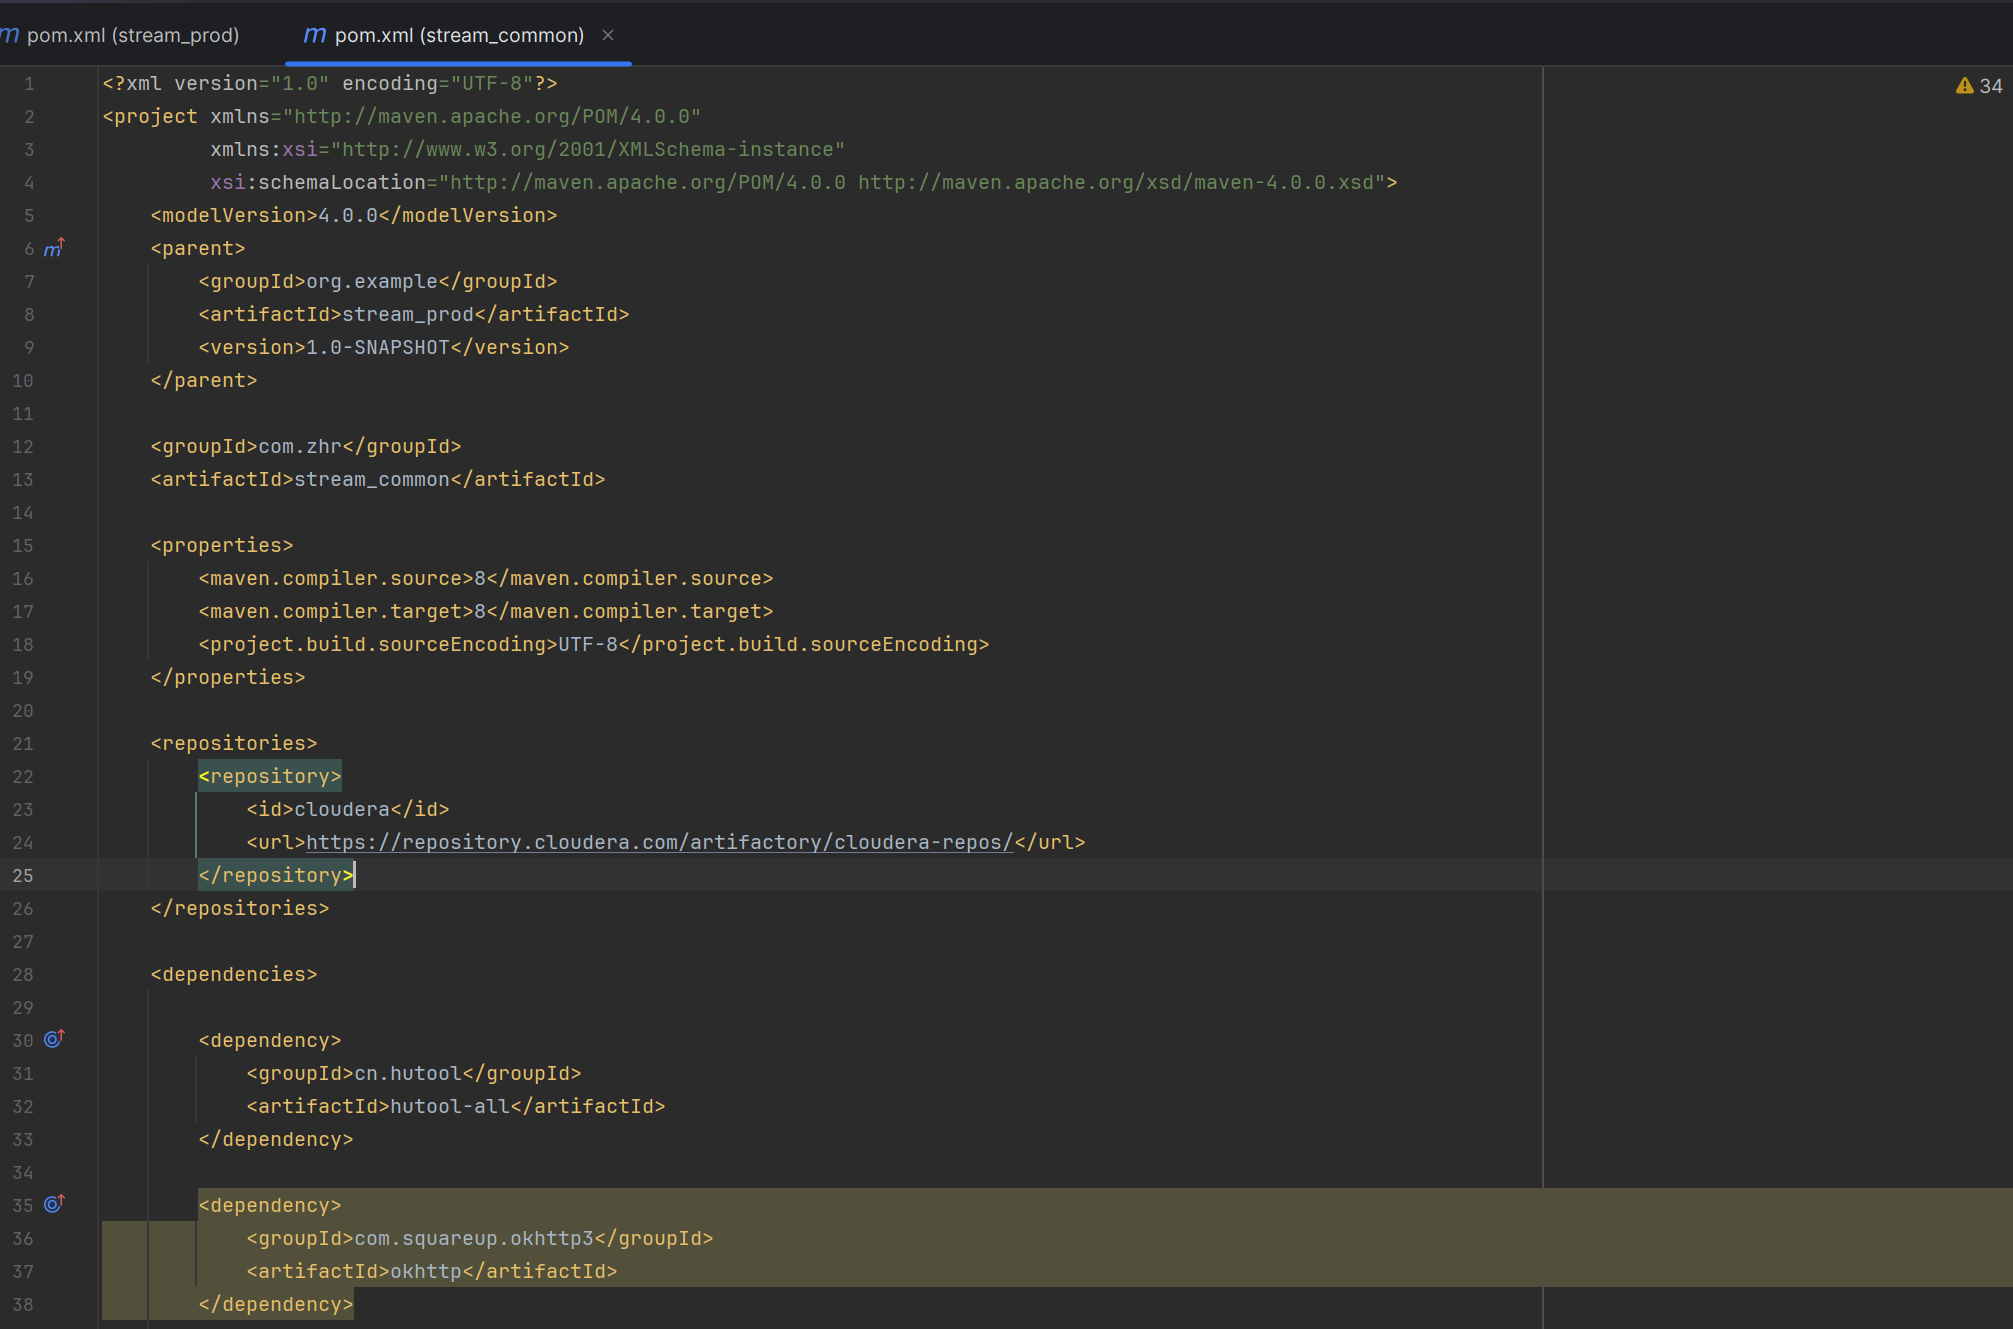 pom.xml (stream_prod) pom.xml (stream_common)
34
1 <?xml version="1.0" encoding="UTF-8"?>
2 <project xmlns="http://maven.apache.org/POM/4.0.0"
3 xmlns:xsi="http://www.w3.org/2001/XMLSchema-instance"
4 xsi:schemaLocation="http://maven.apache.org/POM/4.0.0 http://maven.apache.org/xsd/maven-4.0.0.xsd">
5 <modelVersion>4.0.0</modelVersion>
6 <parent>
7 <groupId>org.example</groupId>
8 <artifactId>stream_prod</artifactId>
9 <version>1.0-SNAPSHOT</version>
10 </parent>
11
12 <groupId>com.zhr</groupId>
13 <artifactId>stream_common</artifactId>
14
15 <properties>
16 <maven.compiler.source>8</maven.compiler.source>
17 <maven.compiler.target>8</maven.compiler.target>
18 <project.build.sourceEncoding>UTF-8</project.build.sourceEncoding>
19 </properties>
20
21 <repositories>
22 <repository>
23 <id>cloudera</id>
24 <url>https://repository.cloudera.com/artifactory/cloudera-repos/</url>
25 </repository>
26 </repositories>
27
28 <dependencies>
29
30 <dependency>
31 <groupId>cn.hutool</groupId>
32 <artifactId>hutool-all</artifactId>
33 </dependency>
34
35 <dependency>
36 <groupId>com.squareup.okhttp3</groupId>
37 <artifactId>okhttp</artifactId>
38 </dependency>